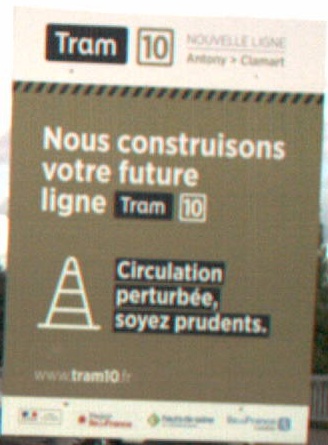 Tram 10 NOUVELLE LIGNE
Antony > Clamart
Nous construisons
votre future
ligne Tram 10
Circulation
perturbée,
soyez prudents.
www.tram10.fr